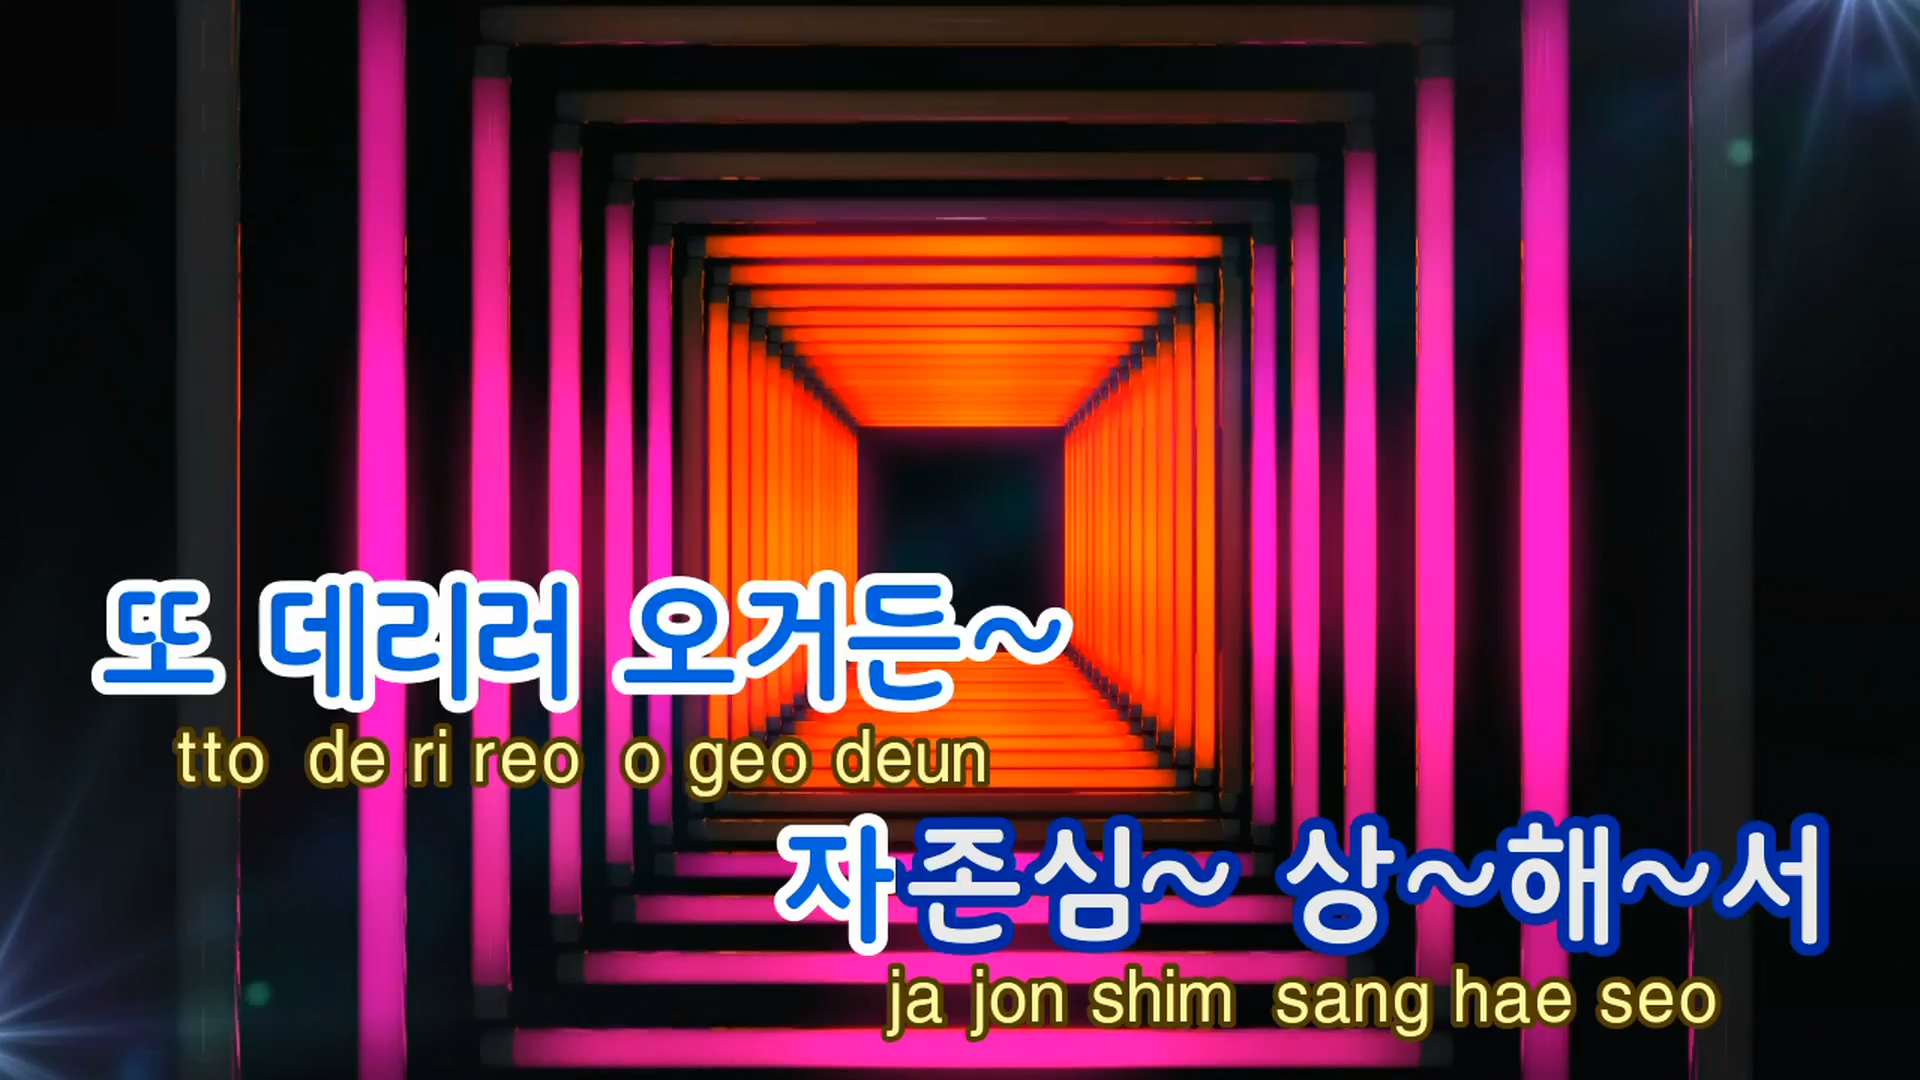 또 데리러 오거든~
tto de ri reo o geo deun
자존심~ 상~해~서
ja jon shim sang hae seo